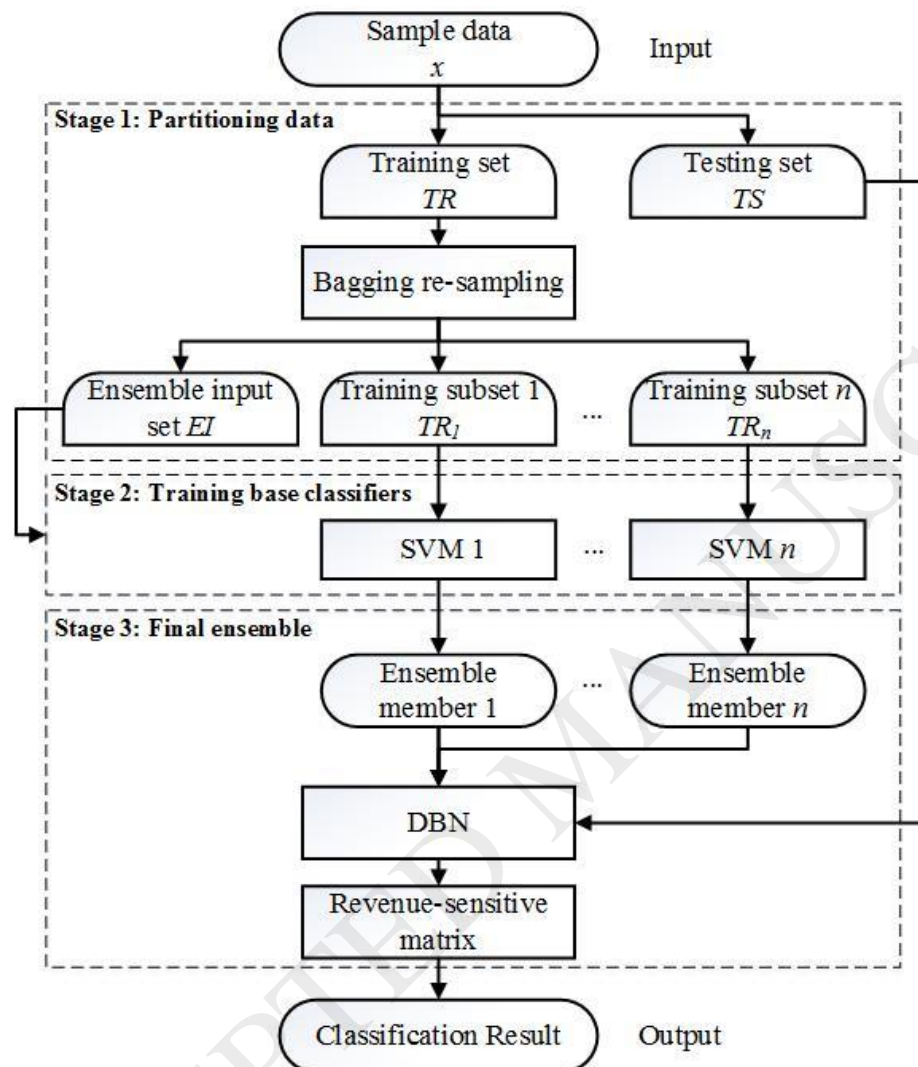 Sample data
x
Input
Stage 1: Partitioning data
Training set
TR
Testing set
TS
Bagging re-sampling
Ensemble input
set EI
Training subset 1
TR1
...
Training subset n
TRn
Stage 2: Training base classifiers
SVM 1
...
SVM n
Stage 3: Final ensemble
Ensemble
member 1
...
Ensemble
member n
DBN
Revenue-sensitive
matrix
Classification Result
Output